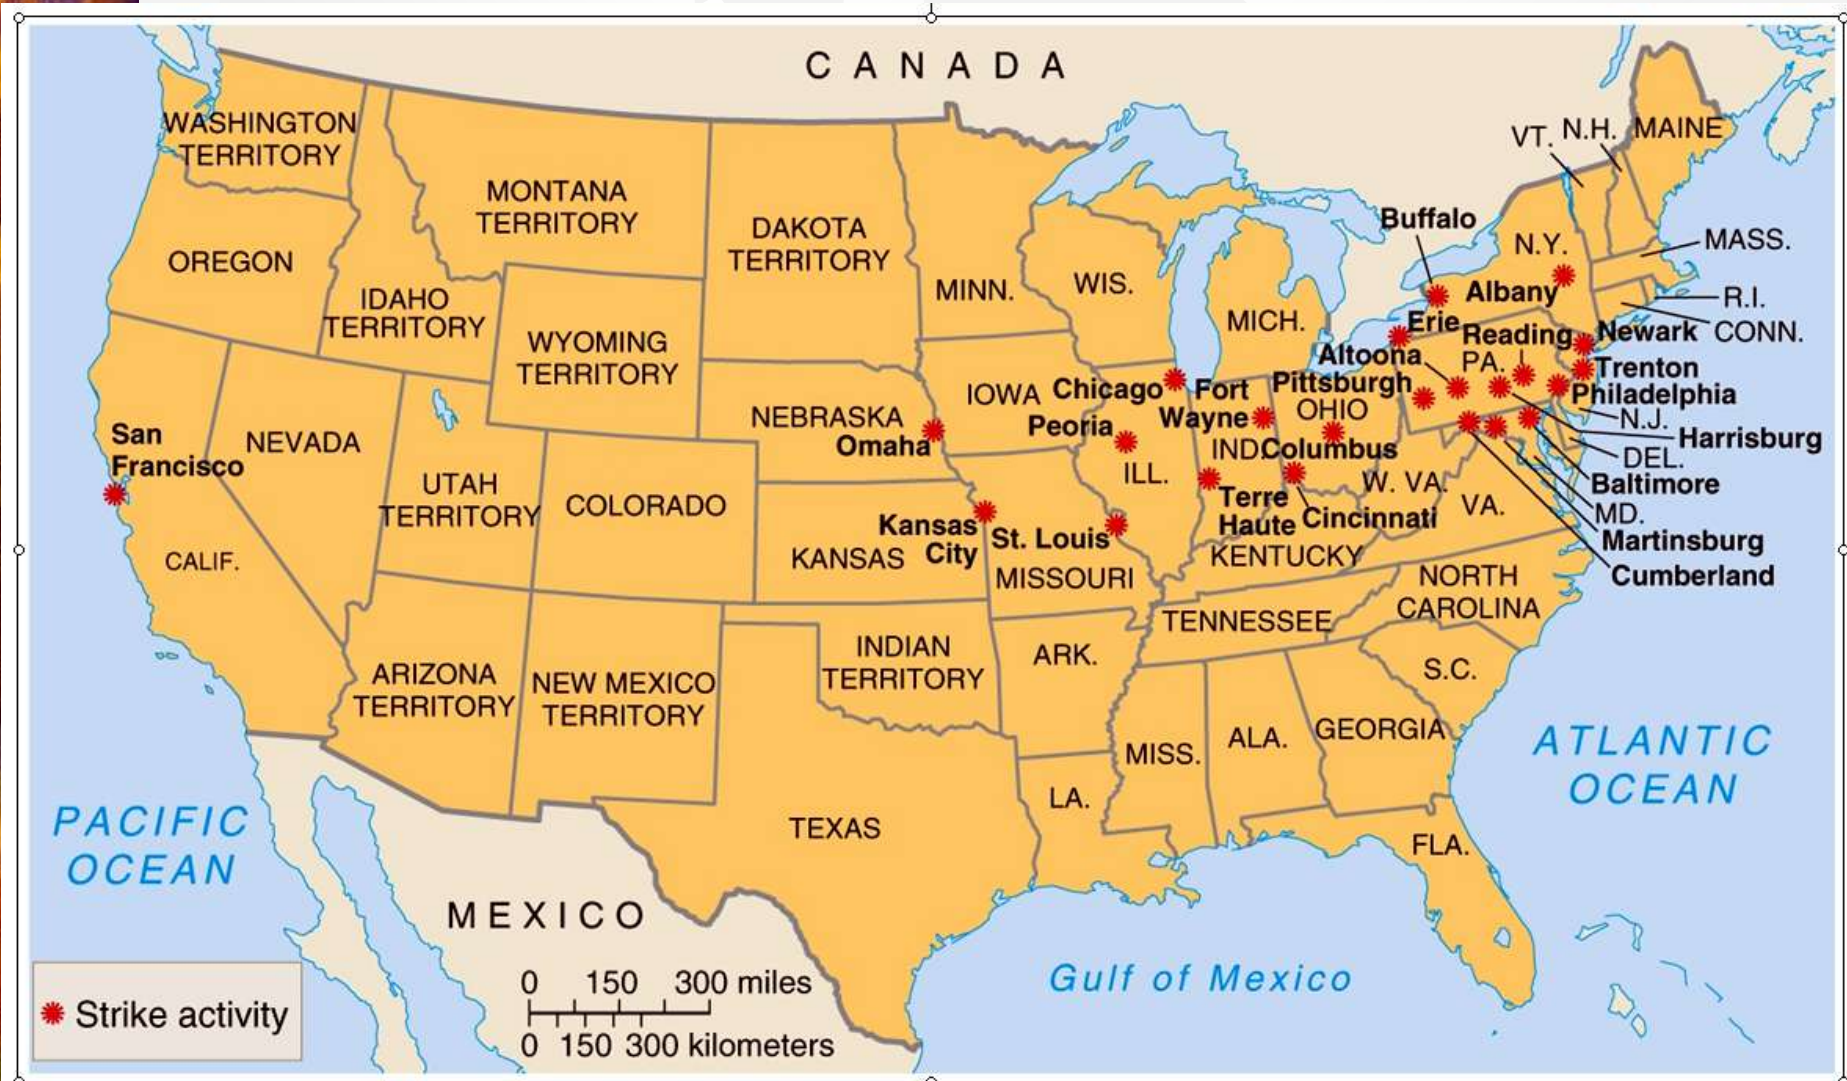 CANADA
WASHINGTON
TERRITORY
MONTANA
TERRITORY
DAKOTA
TERRITORY
OREGON
IDAHO
TERRITORY
WYOMING
TERRITORY
MINN.
WIS.
MICH.
VT.
N.H.
MAINE
Buffalo
N.Y.
MASS.
Albany
R.I.
CONN.
Erie
Reading
Newark
Altoona
PA.
Trenton
Pittsburgh
Philadelphia
N.J.
Harrisburg
DEL.
Baltimore
MD.
Martinsburg
Cumberland
San
Francisco
NEVADA
CALIF.
UTAH
TERRITORY
COLORADO
NEBRASKA
Omaha
IOWA
Chicago
Peoria
Fort
Wayne
OHIO
IND.
Columbus
ILL.
Terre
Haute
Cincinnati
W. VA.
VA.
KANSAS
Kansas
City
St. Louis
MISSOURI
KENTUCKY
NORTH
CAROLINA
TENNESSEE
ARIZONA
TERRITORY
NEW MEXICO
TERRITORY
INDIAN
TERRITORY
ARK.
S.C.
MISS.
ALA.
GEORGIA
LA.
TEXAS
FLA.
PACIFIC
OCEAN
ATLANTIC
OCEAN
MEXICO
Gulf of Mexico
Strike activity
0 150 300 miles
0 150 300 kilometers